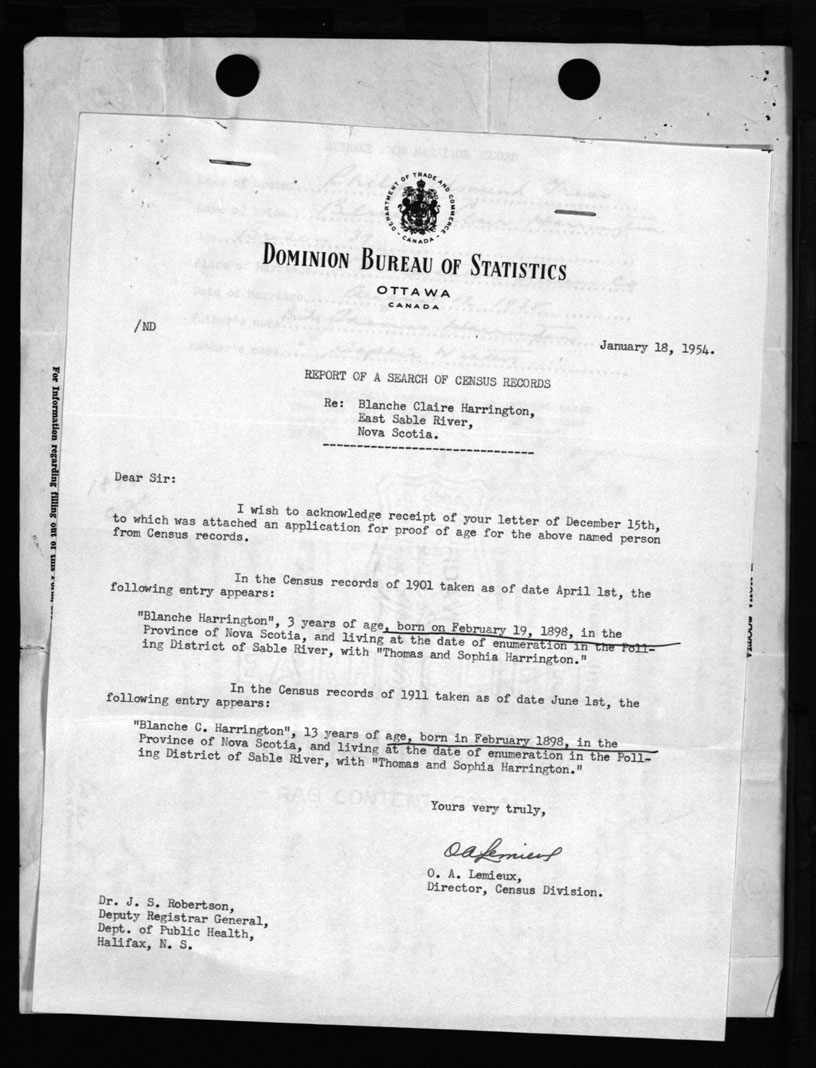 DEPARTMENT OF TRADE AND COMMERCE
- CANADA -
DOMINION BUREAU OF STATISTICS
OTTAWA
CANADA
/ND
January 18, 1954.
REPORT OF A SEARCH OF CENSUS RECORDS
Re: Blanche Claire Harrington,
East Sable River,
Nova Scotia.
Dear Sir:
I wish to acknowledge receipt of your letter of December 15th,
to which was attached an application for proof of age for the above named person
from Census records.
In the Census records of 1901 taken as of date April 1st, the
following entry appears:
"Blanche Harrington", 3 years of age, born on February 19, 1898, in the
Province of Nova Scotia, and living at the date of enumeration in the Poll-
ing District of Sable River, with "Thomas and Sophia Harrington."
In the Census records of 1911 taken as of date June 1st, the
following entry appears:
"Blanche C. Harrington", 13 years of age, born in February 1898, in the
Province of Nova Scotia, and living at the date of enumeration in the Poll-
ing District of Sable River, with "Thomas and Sophia Harrington."
Yours very truly,
O A Lemieux
O. A. Lemieux,
Director, Census Division.
Dr. J. S. Robertson,
Deputy Registrar General,
Dept. of Public Health,
Halifax, N. S.
For Information regarding filling out of this